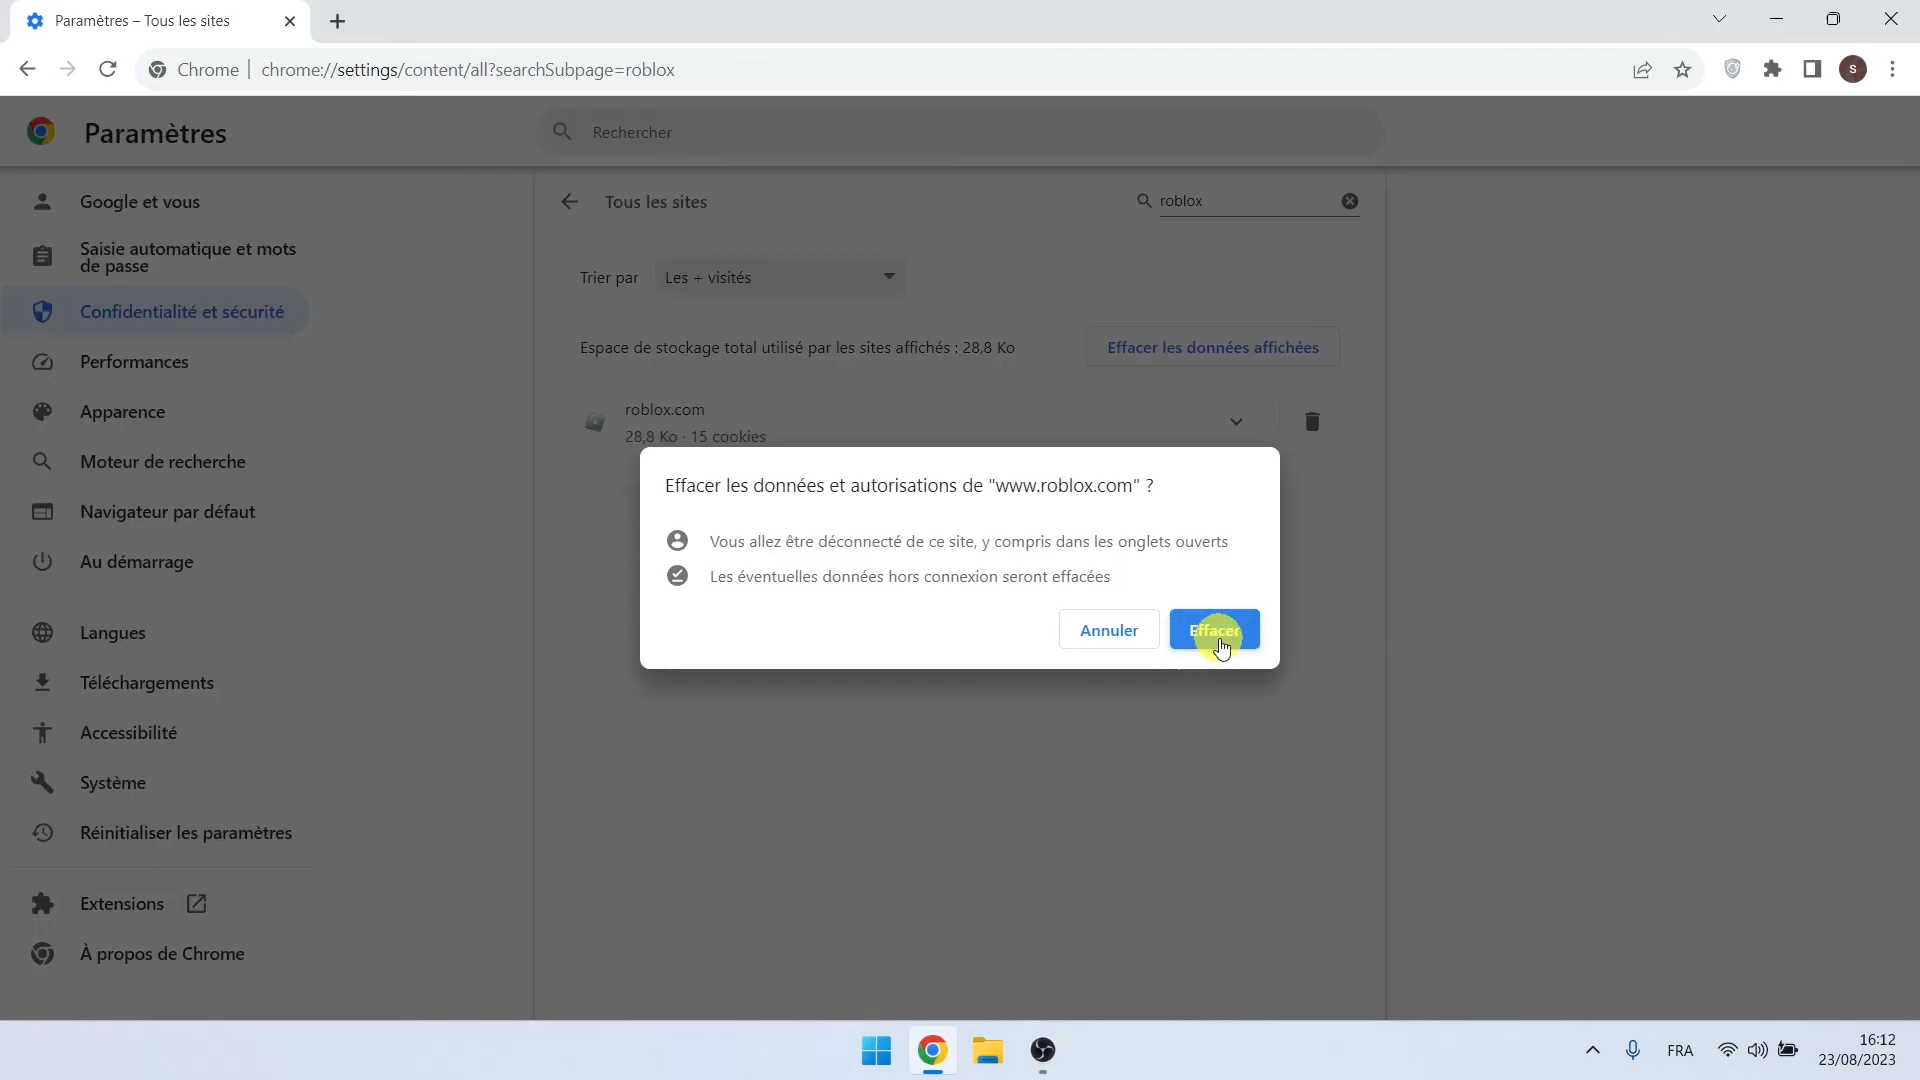 Paramètres – Tous les sites
Chrome
chrome://settings/content/all?searchSubpage=roblox
S
Paramètres
Rechercher
Google et vous
Saisie automatique et mots
de passe
Confidentialité et sécurité
Performances
Apparence
Moteur de recherche
Navigateur par défaut
Au démarrage
Langues
Téléchargements
Accessibilité
Système
Réinitialiser les paramètres
Extensions
À propos de Chrome
Tous les sites
roblox
Trier par
Les + visités
Espace de stockage total utilisé par les sites affichés : 28,8 Ko
Effacer les données affichées
roblox.com
28,8 Ko · 15 cookies
Effacer les données et autorisations de "www.roblox.com" ?
Vous allez être déconnecté de ce site, y compris dans les onglets ouverts
Les éventuelles données hors connexion seront effacées
Annuler
Effacer
FRA
16:12
23/08/2023